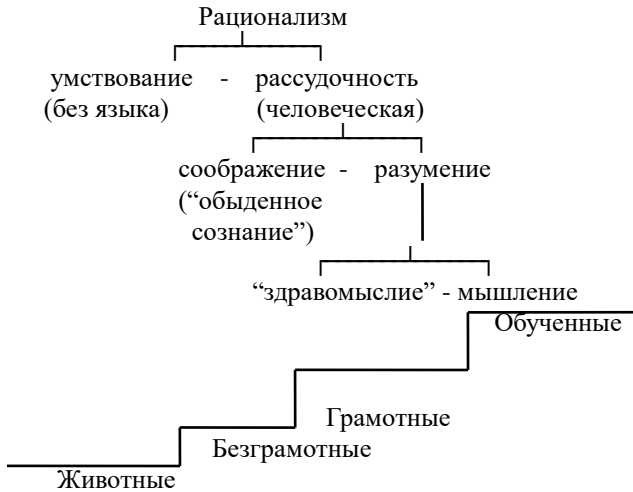 Рационализм
умствование - рассудочность
(без языка) (человеческая)
соображение - разумение
(“обыденное
сознание”)
“здравомыслие” - мышление
Обученные
Грамотные
Безграмотные
Животные